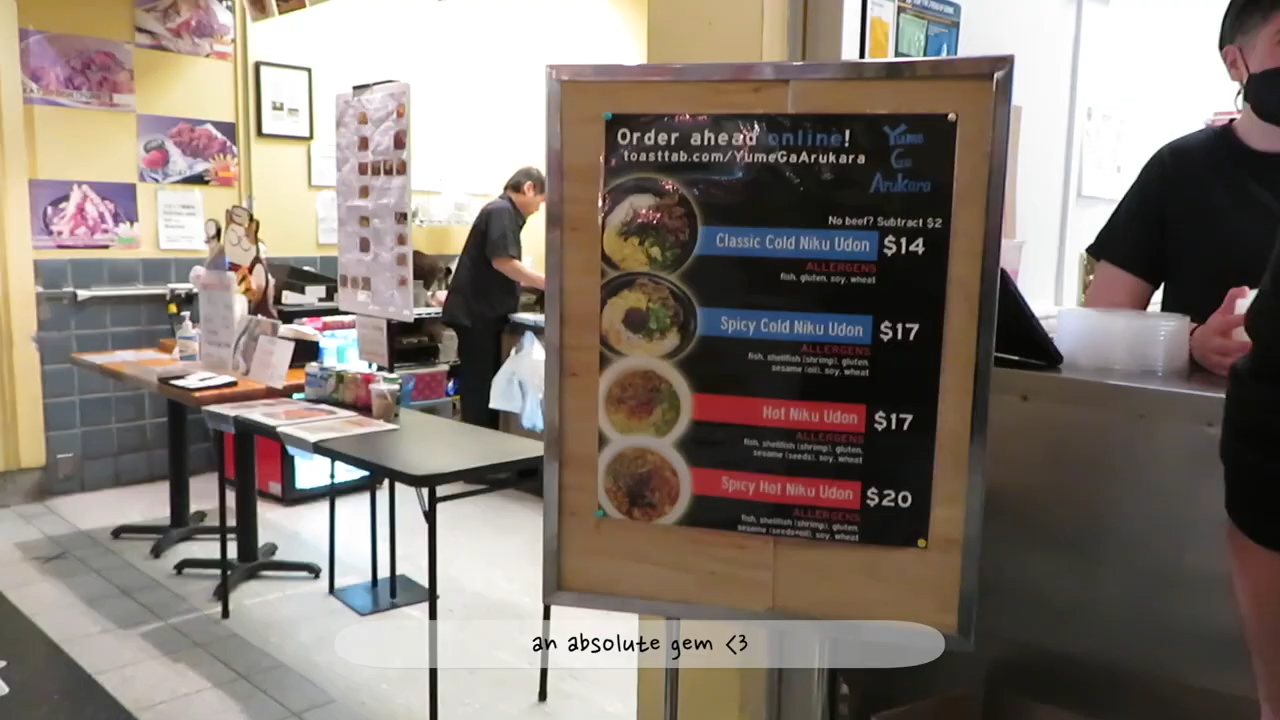 Order ahead online!
toasttab.com/YumeGaArukara
Yume
Ga
Arukara
No beef? Subtract $2
Classic Cold Niku Udon $14
ALLERGENS
fish, gluten, soy, wheat
Spicy Cold Niku Udon $17
ALLERGENS
fish, shellfish (shrimp), gluten,
sesame (oil), soy, wheat
Hot Niku Udon $17
ALLERGENS
fish, shellfish (shrimp), gluten,
sesame (seeds), soy, wheat
Spicy Hot Niku Udon $20
ALLERGENS
fish, shellfish (shrimp), gluten,
sesame (seeds+oil), soy, wheat
an absolute gem <3